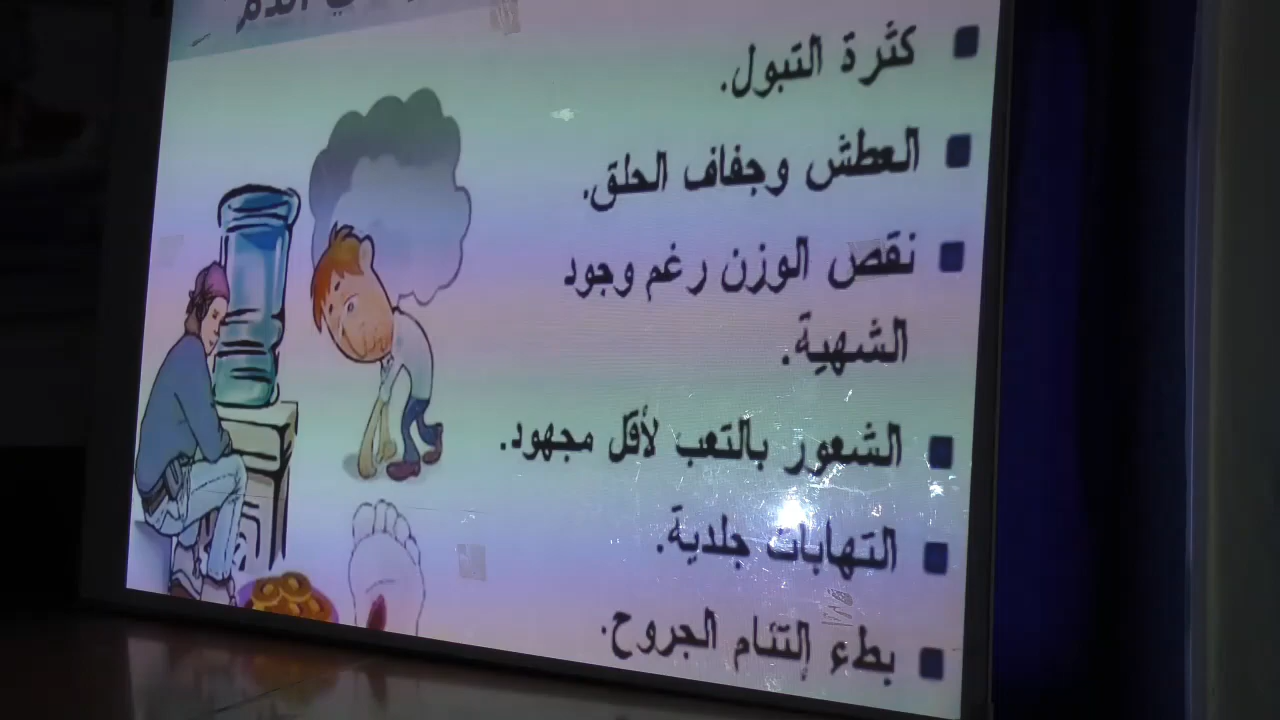 الدم
كثرة التبول.
العطش وجفاف الحلق.
نقص الوزن رغم وجود
الشهية.
الشعور بالتعب لأقل مجهود.
التهابات جلدية.
بطء إلتئام الجروح.